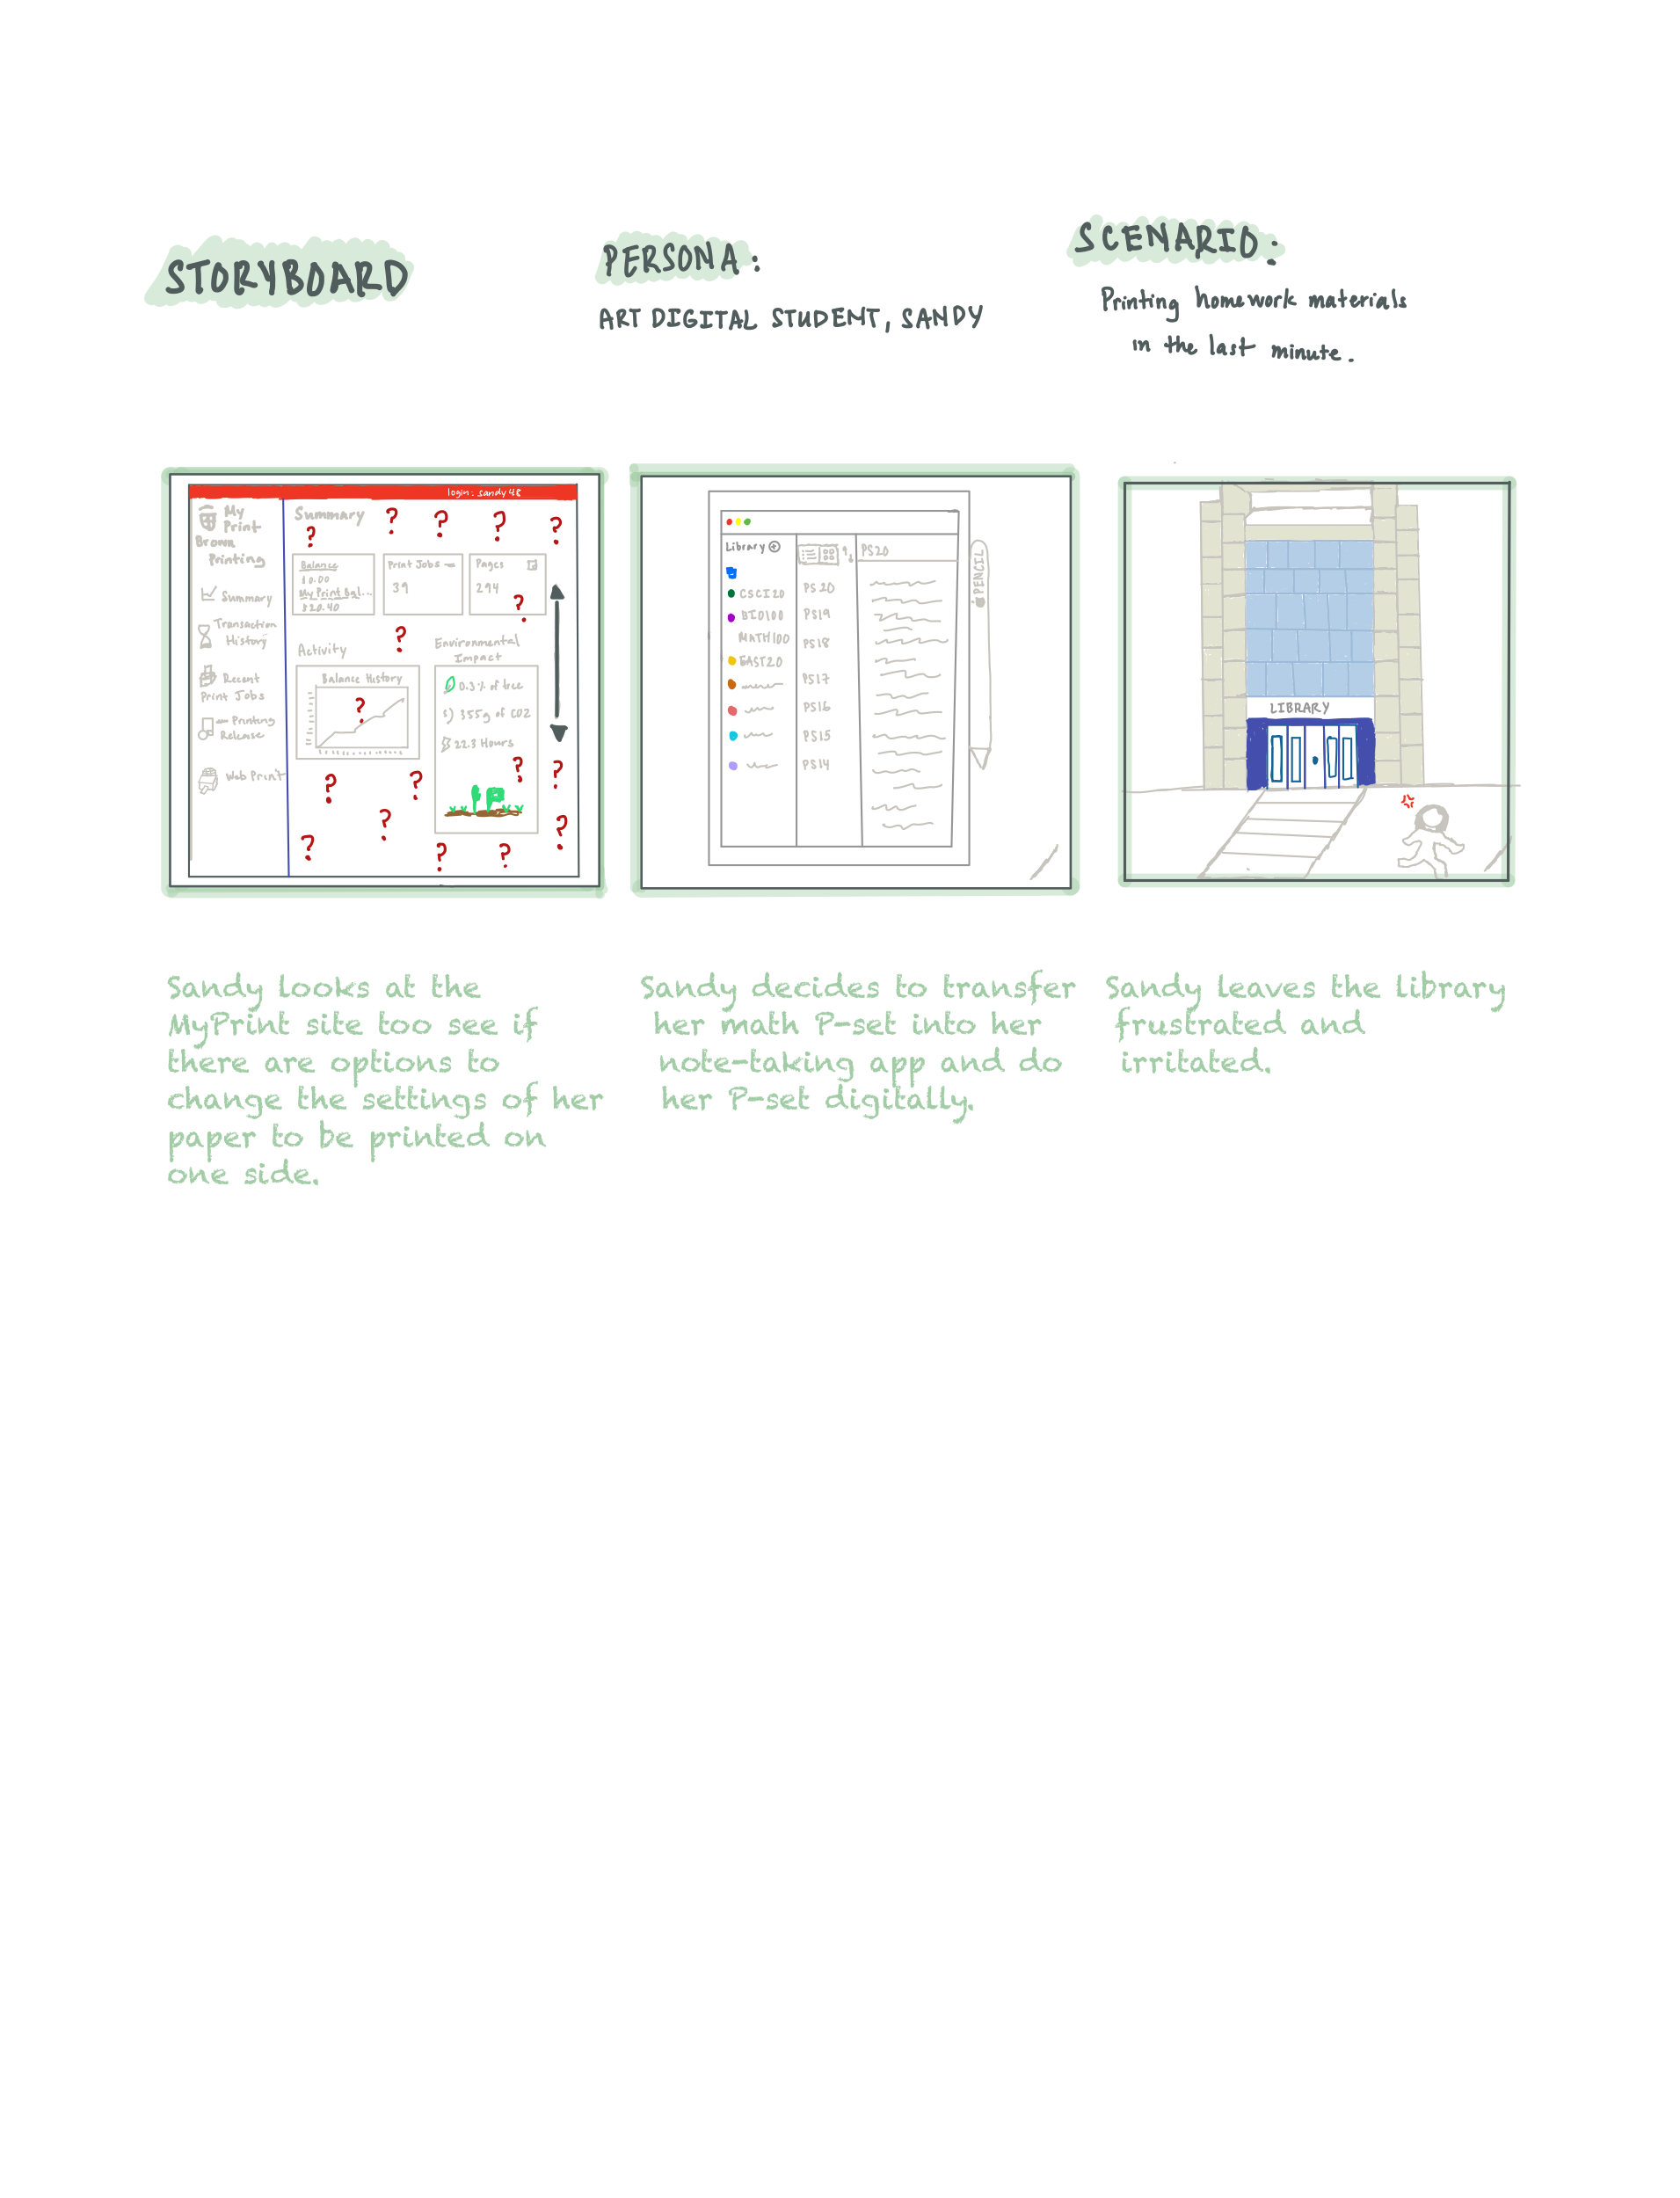 STORYBOARD
PERSONA:
ART DIGITAL STUDENT, SANDY
SCENARIO:
Printing homework materials
in the last minute.
login: sandy48
My
Print
Brown
Printing
Summary
Transaction
History
Recent
Print Jobs
Printing
Release
Web Print
Summary
?
?
?
?
?
Balance
$0.00
My Print Bal...
$20.40
Print Jobs
39
Pages
294
?
?
Activity
Balance History
?
Environmental
Impact
0.3% of tree
355g of CO2
22.3 Hours
?
?
?
?
?
?
?
?
?
Library
CSCI20
BIO100
MATH100
EAST20
PS20
PS19
PS18
PS17
PS16
PS15
PS14
PS20
PENCIL
LIBRARY
Sandy looks at the
MyPrint site too see if
there are options to
change the settings of her
paper to be printed on
one side.
Sandy decides to transfer
her math P-set into her
note-taking app and do
her P-set digitally.
Sandy leaves the library
frustrated and
irritated.